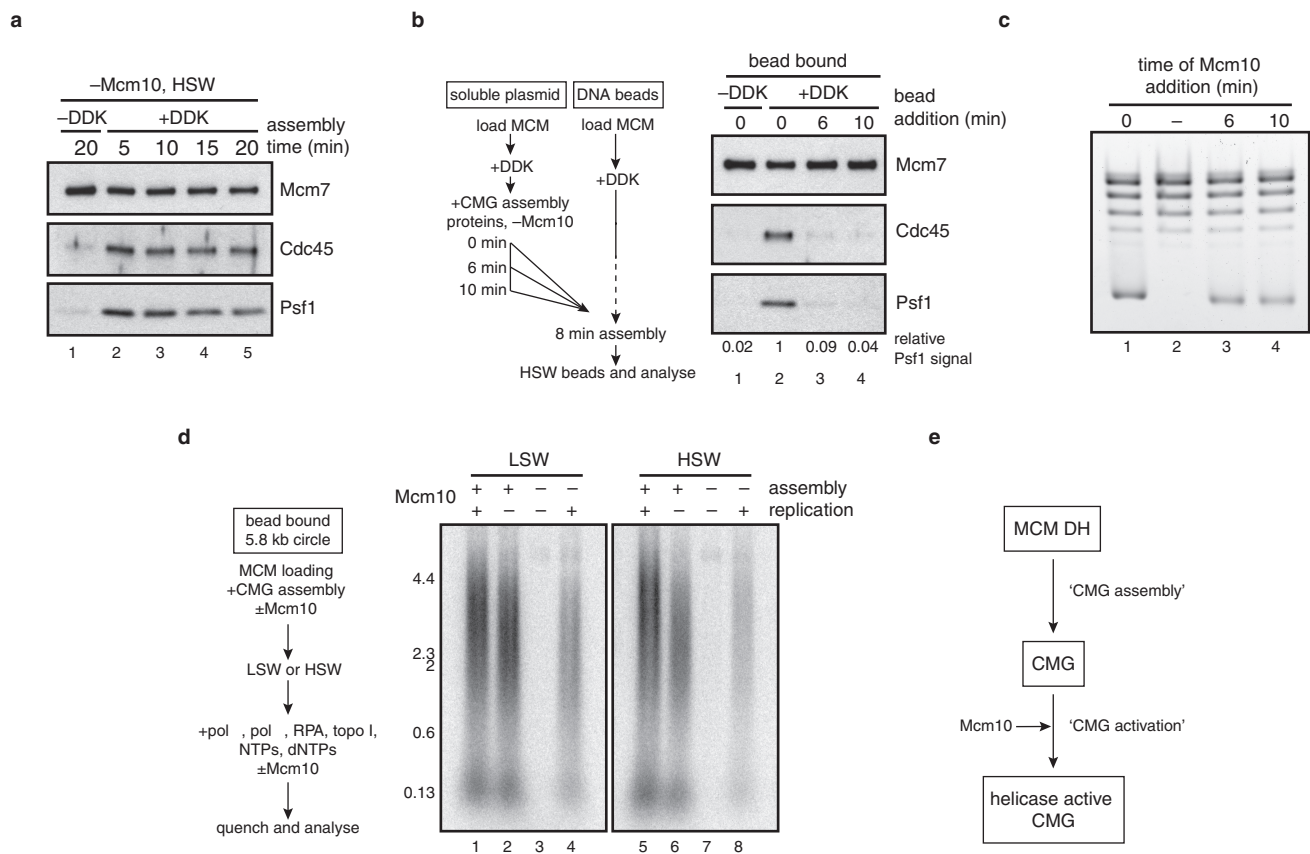 a
–Mcm10, HSW
–DDK +DDK assembly
20 5 10 15 20 time (min)
Mcm7
Cdc45
Psf1
1 2 3 4 5
b
soluble plasmid DNA beads
load MCM load MCM
+DDK
+DDK
+CMG assembly
proteins, –Mcm10
0 min
6 min
10 min
8 min assembly
HSW beads and analyse
bead bound
–DDK +DDK bead
0 0 6 10 addition (min)
Mcm7
Cdc45
Psf1
0.02 1 0.09 0.04 relative
Psf1 signal
1 2 3 4
c
time of Mcm10
addition (min)
0 – 6 10
1 2 3 4
d
bead bound
5.8 kb circle
MCM loading
+CMG assembly
±Mcm10
LSW or HSW
+pol , pol , RPA, topo I,
NTPs, dNTPs
±Mcm10
quench and analyse
LSW HSW
Mcm10 + + – – + + – – assembly
+ – – + + – – + replication
4.4
2.3
2
0.6
0.13
1 2 3 4 5 6 7 8
e
MCM DH
‘CMG assembly’
CMG
Mcm10 ‘CMG activation’
helicase active
CMG